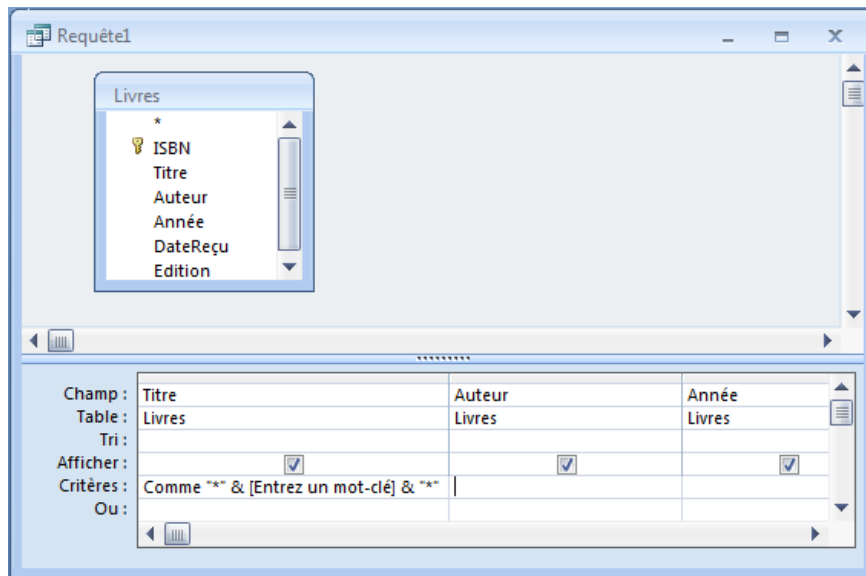 Requête1
Livres
*
ISBN
Titre
Auteur
Année
DateReçu
Edition
Champ : Titre Auteur Année
Table : Livres Livres Livres
Tri :
Afficher :
Critères : Comme "*" & [Entrez un mot-clé] & "*"
Ou :